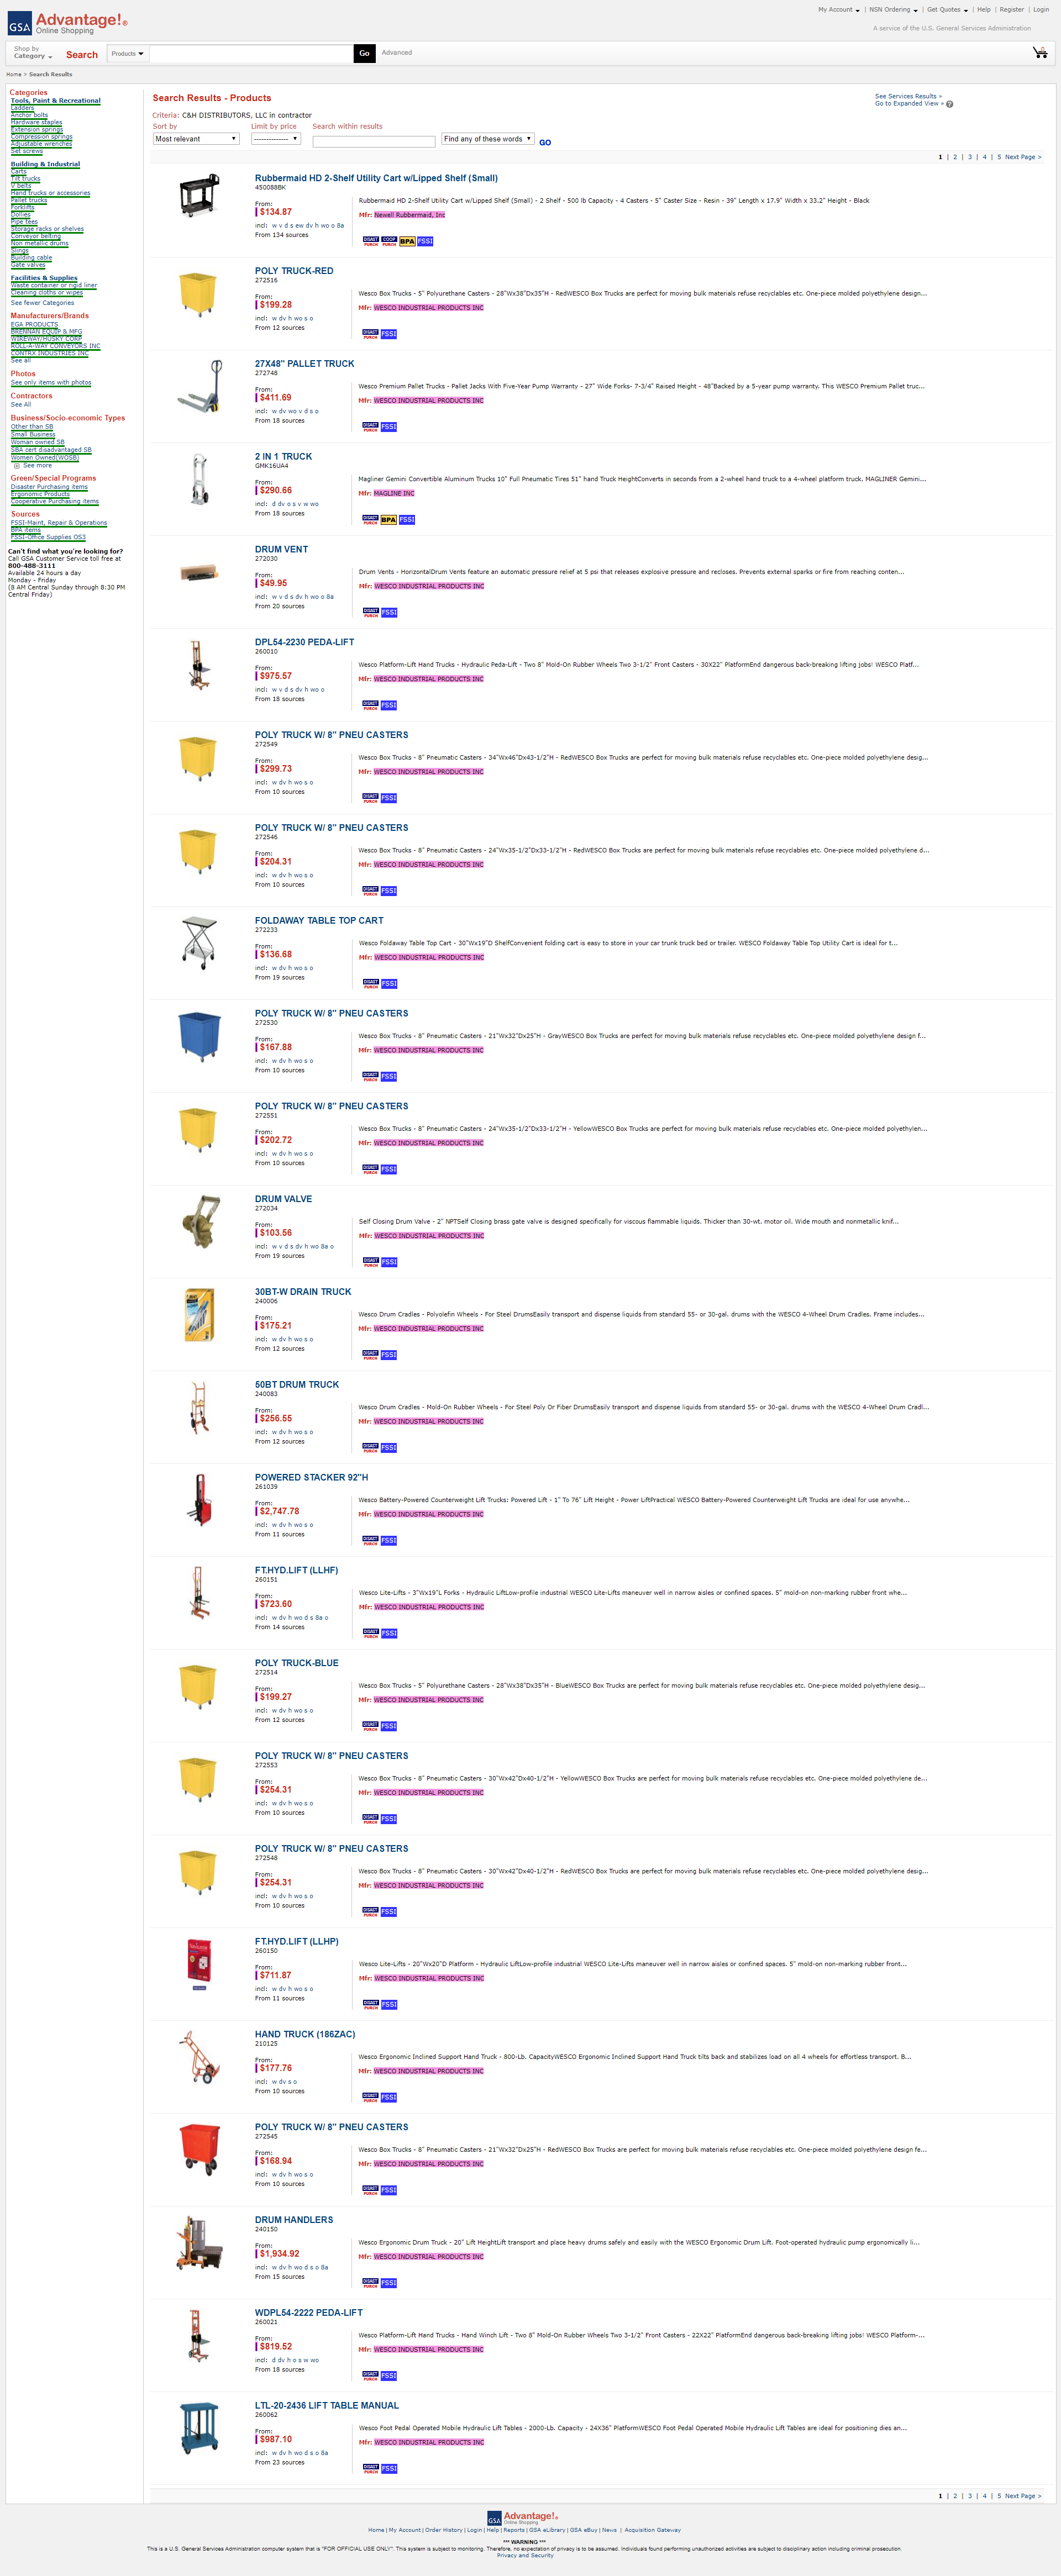 My Account | NSN Ordering | Get Quotes | Help | Register | Login
GSA Advantage!®
Online Shopping
A service of the U.S. General Services Administration
Shop by
Category
Search
Products
Go
Advanced
0
Home > Search Results
Categories
Tools, Paint & Recreational
Ladders
Anchor bolts
Hardware staples
Extension springs
Compression springs
Adjustable wrenches
Set screws
Building & Industrial
Carts
Tilt trucks
V belts
Hand trucks or accessories
Pallet trucks
Forklifts
Dollies
Pipe tees
Storage racks or shelves
Conveyor belting
Non metallic drums
Slings
Building cable
Gate valves
Facilities & Supplies
Waste container or rigid liner
Cleaning cloths or wipes
See fewer Categories
Manufacturers/Brands
EGA PRODUCTS
BRENNAN EQUIP & MFG
WIREWAY/HUSKY CORP
ROLL-A-WAY CONVEYORS INC
CONTRX INDUSTRIES INC
See all
Photos
See only items with photos
Contractors
See All
Business/Socio-economic Types
Other than SB
Small Business
Woman owned SB
SBA cert disadvantaged SB
Women Owned(WOSB)
See more
Green/Special Programs
Disaster Purchasing items
Ergonomic Products
Cooperative Purchasing items
Sources
FSSI-Maint, Repair & Operations
BPA items
FSSI-Office Supplies OS3
Can't find what you're looking for?
Call GSA Customer Service toll free at
800-488-3111
Available 24 hours a day
Monday - Friday
(8 AM Central Sunday through 8:30 PM
Central Friday)
Search Results - Products
See Services Results »
Go to Expanded View » ?
Criteria: C&H DISTRIBUTORS, LLC in contractor
Sort by Limit by price Search within results
Most relevant -------------- Find any of these words GO
1 | 2 | 3 | 4 | 5 Next Page >
Rubbermaid HD 2-Shelf Utility Cart w/Lipped Shelf (Small)
450088BK
From:
$134.87
incl: w v d s ew dv h wo o 8a
From 134 sources
Rubbermaid HD 2-Shelf Utility Cart w/Lipped Shelf (Small) - 2 Shelf - 500 lb Capacity - 4 Casters - 5" Caster Size - Resin - 39" Length x 17.9" Width x 33.2" Height - Black
Mfr: Newell Rubbermaid, Inc
DISAST PURCH COOP PURCH BPA FSSI
POLY TRUCK-RED
272516
From:
$199.28
incl: w dv h wo s o
From 12 sources
Wesco Box Trucks - 5" Polyurethane Casters - 28"Wx38"Dx35"H - RedWESCO Box Trucks are perfect for moving bulk materials refuse recyclables etc. One-piece molded polyethylene design...
Mfr: WESCO INDUSTRIAL PRODUCTS INC
DISAST PURCH FSSI
27X48" PALLET TRUCK
272748
From:
$411.69
incl: w dv wo v d s o
From 18 sources
Wesco Premium Pallet Trucks - Pallet Jacks With Five-Year Pump Warranty - 27" Wide Forks- 7-3/4" Raised Height - 48"Backed by a 5-year pump warranty. This WESCO Premium Pallet truc...
Mfr: WESCO INDUSTRIAL PRODUCTS INC
DISAST PURCH FSSI
2 IN 1 TRUCK
GMK16UA4
From:
$290.66
incl: d dv o s v w wo
From 18 sources
Magliner Gemini Convertible Aluminum Trucks 10" Full Pneumatic Tires 51" hand Truck HeightConverts in seconds from a 2-wheel hand truck to a 4-wheel platform truck. MAGLINER Gemini...
Mfr: MAGLINE INC
DISAST PURCH BPA FSSI
DRUM VENT
272030
From:
$49.95
incl: w v d s dv h wo o 8a
From 20 sources
Drum Vents - HorizontalDrum Vents feature an automatic pressure relief at 5 psi that releases explosive pressure and recloses. Prevents external sparks or fire from reaching conten...
Mfr: WESCO INDUSTRIAL PRODUCTS INC
DISAST PURCH FSSI
DPL54-2230 PEDA-LIFT
260010
From:
$975.57
incl: w v d s dv h wo o
From 18 sources
Wesco Platform-Lift Hand Trucks - Hydraulic Peda-Lift - Two 8" Mold-On Rubber Wheels Two 3-1/2" Front Casters - 30X22" PlatformEnd dangerous back-breaking lifting jobs! WESCO Platf...
Mfr: WESCO INDUSTRIAL PRODUCTS INC
DISAST PURCH FSSI
POLY TRUCK W/ 8" PNEU CASTERS
272549
From:
$299.73
incl: w dv h wo s o
From 10 sources
Wesco Box Trucks - 8" Pneumatic Casters - 34"Wx46"Dx43-1/2"H - RedWESCO Box Trucks are perfect for moving bulk materials refuse recyclables etc. One-piece molded polyethylene desig...
Mfr: WESCO INDUSTRIAL PRODUCTS INC
DISAST PURCH FSSI
POLY TRUCK W/ 8" PNEU CASTERS
272546
From:
$204.31
incl: w dv h wo s o
From 10 sources
Wesco Box Trucks - 8" Pneumatic Casters - 24"Wx35-1/2"Dx33-1/2"H - RedWESCO Box Trucks are perfect for moving bulk materials refuse recyclables etc. One-piece molded polyethylene d...
Mfr: WESCO INDUSTRIAL PRODUCTS INC
DISAST PURCH FSSI
FOLDAWAY TABLE TOP CART
272233
From:
$136.68
incl: w dv h wo s o
From 19 sources
Wesco Foldaway Table Top Cart - 30"Wx19"D ShelfConvenient folding cart is easy to store in your car trunk truck bed or trailer. WESCO Foldaway Table Top Utility Cart is ideal for t...
Mfr: WESCO INDUSTRIAL PRODUCTS INC
DISAST PURCH FSSI
POLY TRUCK W/ 8" PNEU CASTERS
272530
From:
$167.88
incl: w dv h wo s o
From 10 sources
Wesco Box Trucks - 8" Pneumatic Casters - 21"Wx32"Dx25"H - GrayWESCO Box Trucks are perfect for moving bulk materials refuse recyclables etc. One-piece molded polyethylene design f...
Mfr: WESCO INDUSTRIAL PRODUCTS INC
DISAST PURCH FSSI
POLY TRUCK W/ 8" PNEU CASTERS
272551
From:
$202.72
incl: w dv h wo s o
From 10 sources
Wesco Box Trucks - 8" Pneumatic Casters - 24"Wx35-1/2"Dx33-1/2"H - YellowWESCO Box Trucks are perfect for moving bulk materials refuse recyclables etc. One-piece molded polyethylen...
Mfr: WESCO INDUSTRIAL PRODUCTS INC
DISAST PURCH FSSI
DRUM VALVE
272034
From:
$103.56
incl: w v d s dv h wo 8a o
From 19 sources
Self Closing Drum Valve - 2" NPTSelf Closing brass gate valve is designed specifically for viscous flammable liquids. Thicker than 30-wt. motor oil. Wide mouth and nonmetallic knif...
Mfr: WESCO INDUSTRIAL PRODUCTS INC
DISAST PURCH FSSI
30BT-W DRAIN TRUCK
240006
From:
$175.21
incl: w dv h wo s o
From 12 sources
Wesco Drum Cradles - Polyolefin Wheels - For Steel DrumsEasily transport and dispense liquids from standard 55- or 30-gal. drums with the WESCO 4-Wheel Drum Cradles. Frame includes...
Mfr: WESCO INDUSTRIAL PRODUCTS INC
DISAST PURCH FSSI
50BT DRUM TRUCK
240083
From:
$256.55
incl: w dv h wo s o
From 12 sources
Wesco Drum Cradles - Mold-On Rubber Wheels - For Steel Poly Or Fiber DrumsEasily transport and dispense liquids from standard 55- or 30-gal. drums with the WESCO 4-Wheel Drum Cradl...
Mfr: WESCO INDUSTRIAL PRODUCTS INC
DISAST PURCH FSSI
POWERED STACKER 92"H
261039
From:
$2,747.78
incl: w dv h wo s o
From 11 sources
Wesco Battery-Powered Counterweight Lift Trucks: Powered Lift - 1" To 76" Lift Height - Power LiftPractical WESCO Battery-Powered Counterweight Lift Trucks are ideal for use anywhe...
Mfr: WESCO INDUSTRIAL PRODUCTS INC
DISAST PURCH FSSI
FT.HYD.LIFT (LLHF)
260151
From:
$723.60
incl: w dv h wo d s 8a o
From 14 sources
Wesco Lite-Lifts - 3"Wx19"L Forks - Hydraulic LiftLow-profile industrial WESCO Lite-Lifts maneuver well in narrow aisles or confined spaces. 5" mold-on non-marking rubber front whe...
Mfr: WESCO INDUSTRIAL PRODUCTS INC
DISAST PURCH FSSI
POLY TRUCK-BLUE
272514
From:
$199.27
incl: w dv h wo s o
From 12 sources
Wesco Box Trucks - 5" Polyurethane Casters - 28"Wx38"Dx35"H - BlueWESCO Box Trucks are perfect for moving bulk materials refuse recyclables etc. One-piece molded polyethylene desig...
Mfr: WESCO INDUSTRIAL PRODUCTS INC
DISAST PURCH FSSI
POLY TRUCK W/ 8" PNEU CASTERS
272553
From:
$254.31
incl: w dv h wo s o
From 10 sources
Wesco Box Trucks - 8" Pneumatic Casters - 30"Wx42"Dx40-1/2"H - YellowWESCO Box Trucks are perfect for moving bulk materials refuse recyclables etc. One-piece molded polyethylene de...
Mfr: WESCO INDUSTRIAL PRODUCTS INC
DISAST PURCH FSSI
POLY TRUCK W/ 8" PNEU CASTERS
272548
From:
$254.31
incl: w dv h wo s o
From 10 sources
Wesco Box Trucks - 8" Pneumatic Casters - 30"Wx42"Dx40-1/2"H - RedWESCO Box Trucks are perfect for moving bulk materials refuse recyclables etc. One-piece molded polyethylene desig...
Mfr: WESCO INDUSTRIAL PRODUCTS INC
DISAST PURCH FSSI
FT.HYD.LIFT (LLHP)
260150
From:
$711.87
incl: w dv h wo s o
From 11 sources
Wesco Lite-Lifts - 20"Wx20"D Platform - Hydraulic LiftLow-profile industrial WESCO Lite-Lifts maneuver well in narrow aisles or confined spaces. 5" mold-on non-marking rubber front...
Mfr: WESCO INDUSTRIAL PRODUCTS INC
DISAST PURCH FSSI
HAND TRUCK (186ZAC)
210125
From:
$177.76
incl: w dv s o
From 10 sources
Wesco Ergonomic Inclined Support Hand Truck - 800-Lb. CapacityWESCO Ergonomic Inclined Support Hand Truck tilts back and stabilizes load on all 4 wheels for effortless transport. B...
Mfr: WESCO INDUSTRIAL PRODUCTS INC
DISAST PURCH FSSI
POLY TRUCK W/ 8" PNEU CASTERS
272545
From:
$168.94
incl: w dv h wo s o
From 10 sources
Wesco Box Trucks - 8" Pneumatic Casters - 21"Wx32"Dx25"H - RedWESCO Box Trucks are perfect for moving bulk materials refuse recyclables etc. One-piece molded polyethylene design fe...
Mfr: WESCO INDUSTRIAL PRODUCTS INC
DISAST PURCH FSSI
DRUM HANDLERS
240150
From:
$1,934.92
incl: w dv h wo d s o 8a
From 15 sources
Wesco Ergonomic Drum Truck - 20" Lift HeightLift transport and place heavy drums safely and easily with the WESCO Ergonomic Drum Lift. Foot-operated hydraulic pump ergonomically li...
Mfr: WESCO INDUSTRIAL PRODUCTS INC
DISAST PURCH FSSI
WDPL54-2222 PEDA-LIFT
260021
From:
$819.52
incl: d dv h o s w wo
From 18 sources
Wesco Platform-Lift Hand Trucks - Hand Winch Lift - Two 8" Mold-On Rubber Wheels Two 3-1/2" Front Casters - 22X22" PlatformEnd dangerous back-breaking lifting jobs! WESCO Platform-...
Mfr: WESCO INDUSTRIAL PRODUCTS INC
DISAST PURCH FSSI
LTL-20-2436 LIFT TABLE MANUAL
260062
From:
$987.10
incl: w dv h wo d s o 8a
From 23 sources
Wesco Foot Pedal Operated Mobile Hydraulic Lift Tables - 2000-Lb. Capacity - 24X36" PlatformWESCO Foot Pedal Operated Mobile Hydraulic Lift Tables are ideal for positioning dies an...
Mfr: WESCO INDUSTRIAL PRODUCTS INC
DISAST PURCH FSSI
1 | 2 | 3 | 4 | 5 Next Page >
GSA Advantage!®
Online Shopping
Home | My Account | Order History | Login | Help | Reports | GSA eLibrary | GSA eBuy | News | Acquisition Gateway
*** WARNING ***
This is a U.S. General Services Administration computer system that is "FOR OFFICIAL USE ONLY". This system is subject to monitoring. Therefore, no expectation of privacy is to be assumed. Individuals found performing unauthorized activities are subject to disciplinary action including criminal prosecution.
Privacy and Security